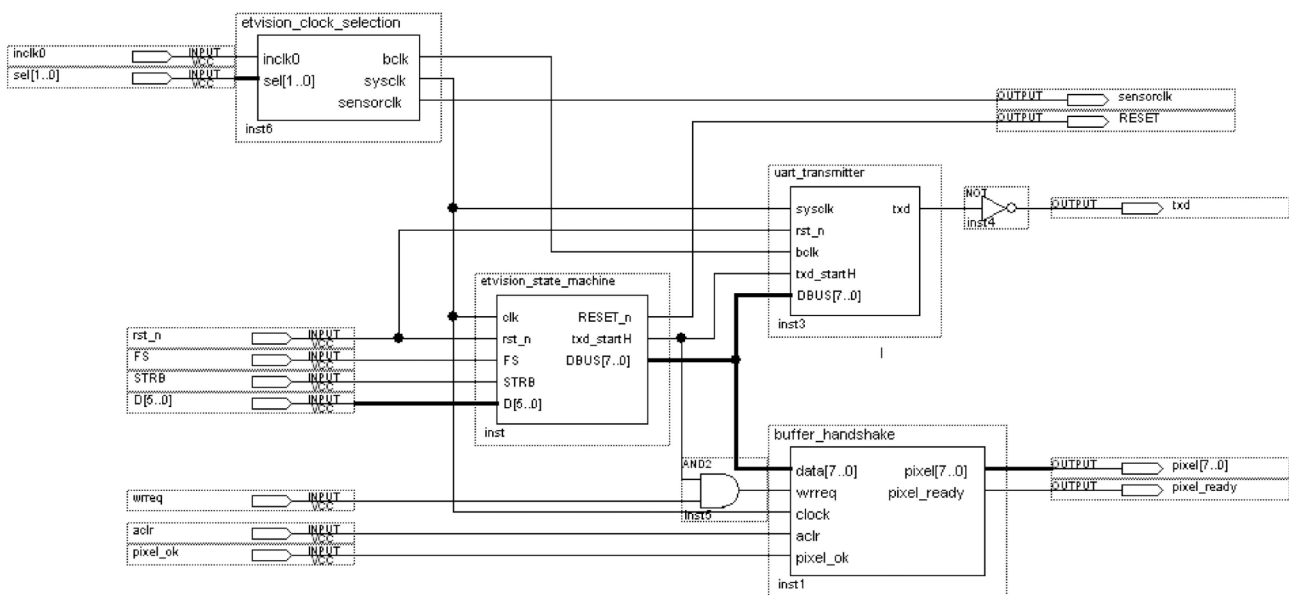 etvision_clock_selection
inclk0 INPUT VCC inclk0 bclk
sel[1..0] INPUT VCC sel[1..0] sysclk
sensorclk OUTPUT sensorclk
inst6 OUTPUT RESET
uart_transmitter
sysclk txd NOT OUTPUT txd
inst4
rst_n
bclk
etvision_state_machine txd_startH
DBUS[7..0]
clk RESET_n inst3
rst_n INPUT VCC rst_n txd_startH
FS INPUT VCC FS DBUS[7..0]
STRB INPUT VCC STRB
D[5..0] INPUT VCC D[5..0]
inst buffer_handshake
AND2 data[7..0] pixel[7..0] OUTPUT pixel[7..0]
wrreq INPUT VCC wrreq pixel_ready OUTPUT pixel_ready
inst5 clock
aclr INPUT VCC aclr
pixel_ok INPUT VCC pixel_ok
inst1